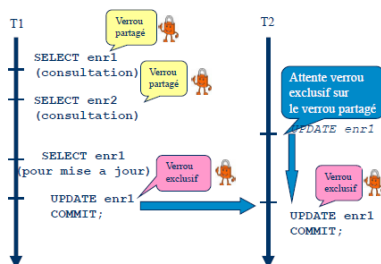 T1
Verrou
partagé
SELECT enr1
(consultation)
Verrou
partagé
SELECT enr2
(consultation)
SELECT enr1
(pour mise a jour)
Verrou
exclusif
UPDATE enr1
COMMIT;
T2
Attente verrou
exclusif sur
le verrou partagé
UPDATE enr1
Verrou
exclusif
UPDATE enr1
COMMIT;